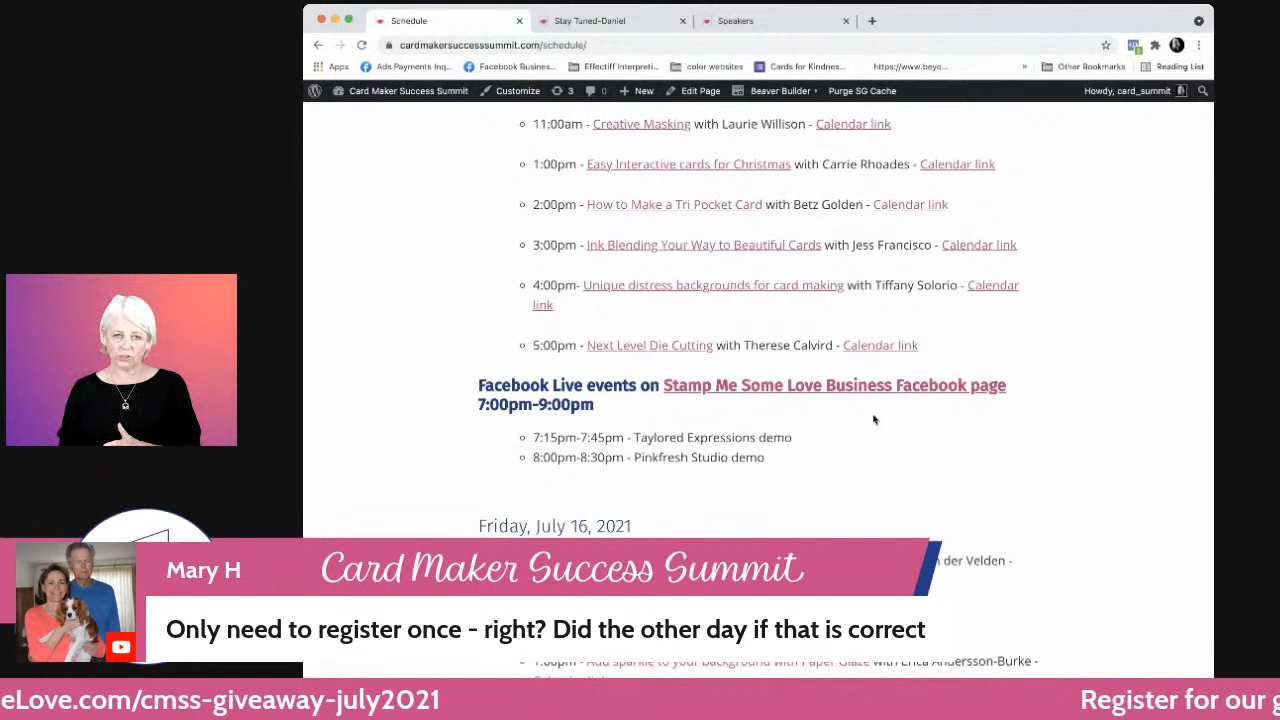 Schedule
Stay Tuned-Daniel
Speakers
cardmakersuccesssummit.com/schedule/
Apps Ads Payments Inq... Facebook Busines... Effectiff Interpreti... color websites Cards for Kindnes... https://www.beyo... » Other Bookmarks Reading List
Card Maker Success Summit Customize 3 0 New Edit Page Beaver Builder Purge SG Cache Howdy, card_summit
11:00am - Creative Masking with Laurie Willison - Calendar link
1:00pm - Easy Interactive cards for Christmas with Carrie Rhoades - Calendar link
2:00pm - How to Make a Tri Pocket Card with Betz Golden - Calendar link
3:00pm - Ink Blending Your Way to Beautiful Cards with Jess Francisco - Calendar link
4:00pm- Unique distress backgrounds for card making with Tiffany Solorio - Calendar
link
5:00pm - Next Level Die Cutting with Therese Calvird - Calendar link
Facebook Live events on Stamp Me Some Love Business Facebook page
7:00pm-9:00pm
7:15pm-7:45pm - Taylored Expressions demo
8:00pm-8:30pm - Pinkfresh Studio demo
Friday, July 16, 2021
der Velden -
Mary H
Card Maker Success Summit
Only need to register once - right? Did the other day if that is correct
1:00pm - Add sparkle to your background with Paper Glaze with Erica Andersson-Burke -
eLove.com/cmss-giveaway-july2021
Register for our g